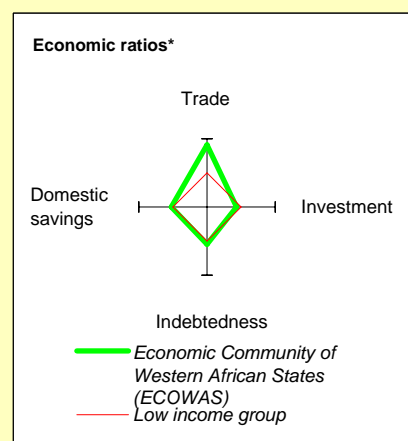 Economic ratios*
Trade
Domestic
savings
Investment
Indebtedness
Economic Community of
Western African States
(ECOWAS)
Low income group